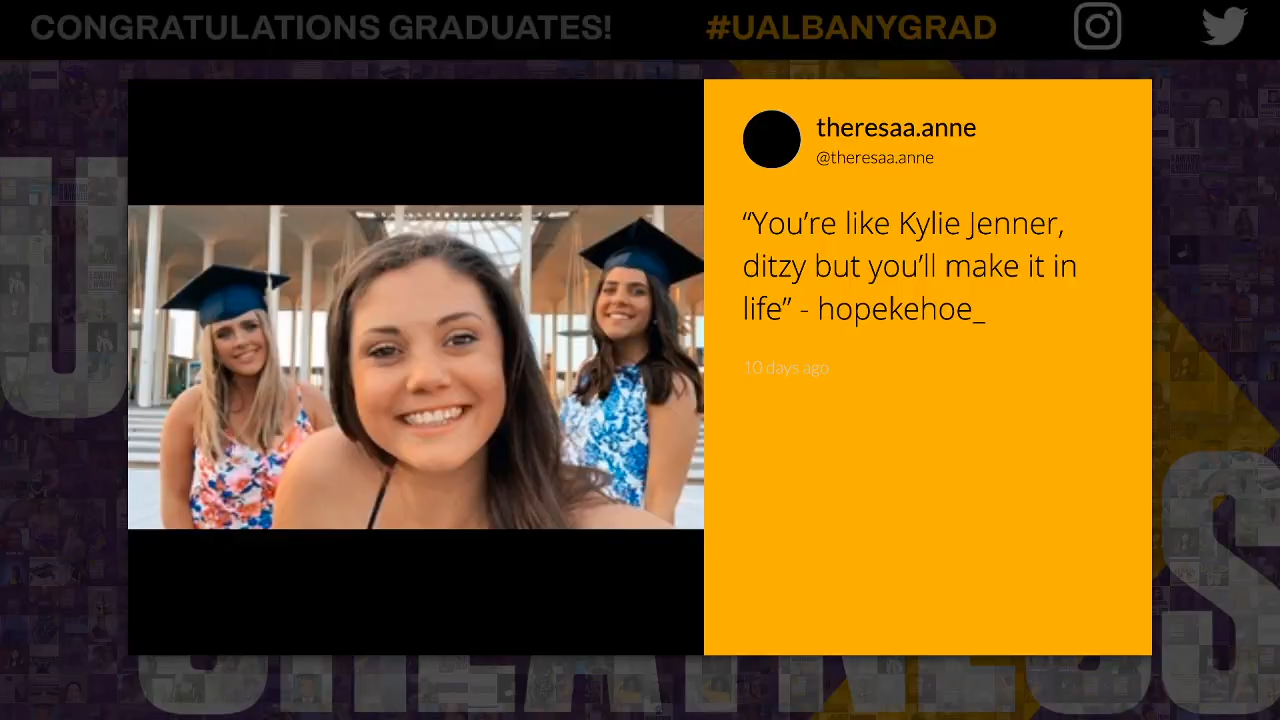 CONGRATULATIONS GRADUATES!
#UALBANYGRAD
theresaa.anne
@theresaa.anne
“You’re like Kylie Jenner,
ditzy but you’ll make it in
life” - hopekehoe_
10 days ago